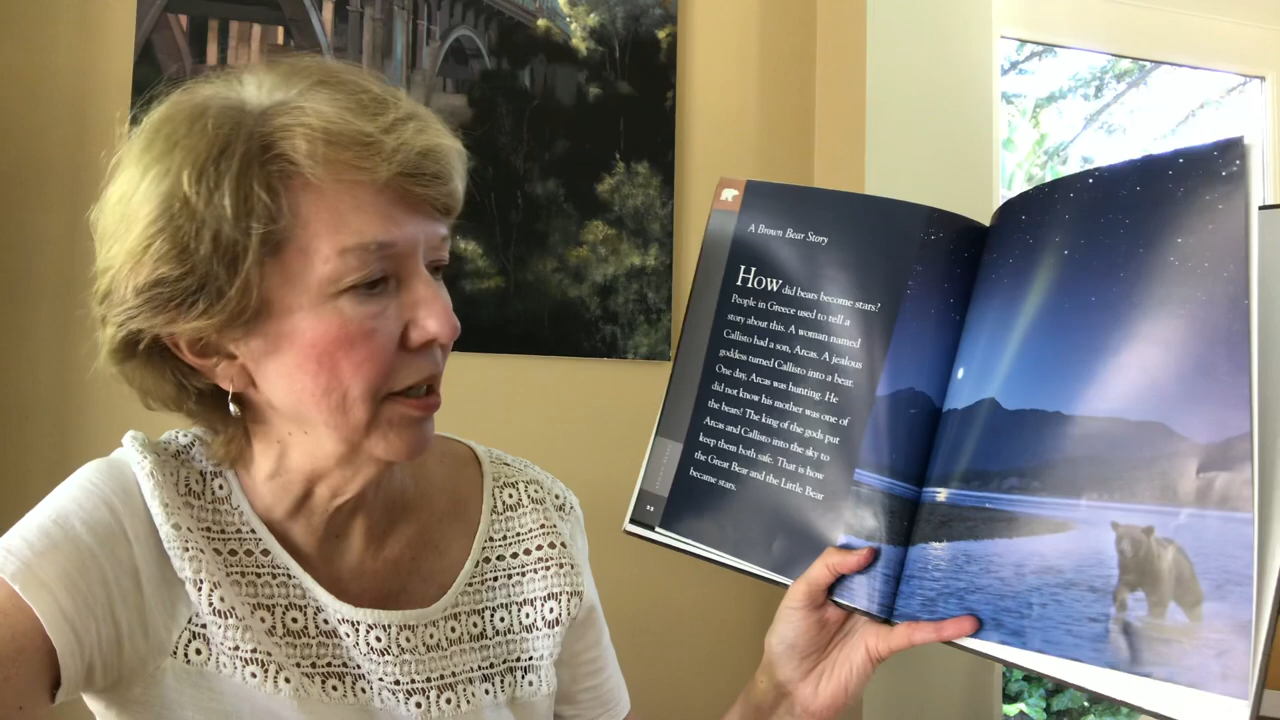 A Brown Bear Story
How did bears become stars?
People in Greece used to tell a
story about this. A woman named
Callisto had a son, Arcas. A jealous
goddess turned Callisto into a bear.
One day, Arcas was hunting. He
did not know his mother was one of
the bears! The king of the gods put
Arcas and Callisto into the sky to
keep them both safe. That is how
the Great Bear and the Little Bear
became stars.
22